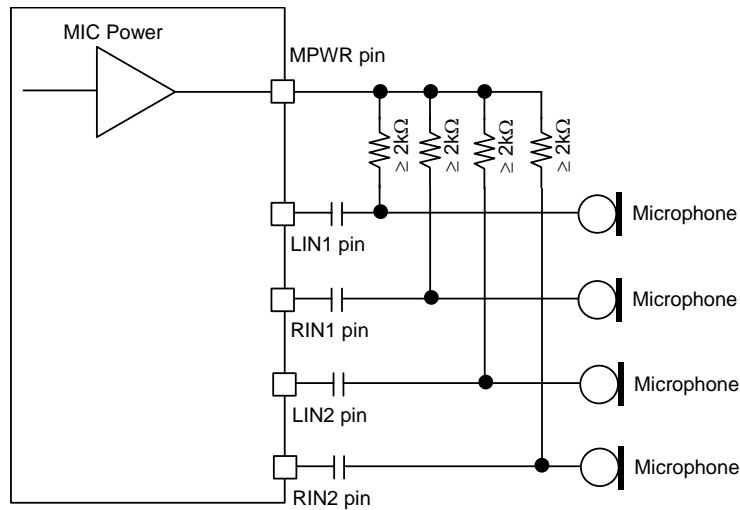 MIC Power
MPWR pin
≥ 2kΩ
≥ 2kΩ
≥ 2kΩ
≥ 2kΩ
Microphone
LIN1 pin
Microphone
RIN1 pin
Microphone
LIN2 pin
Microphone
RIN2 pin